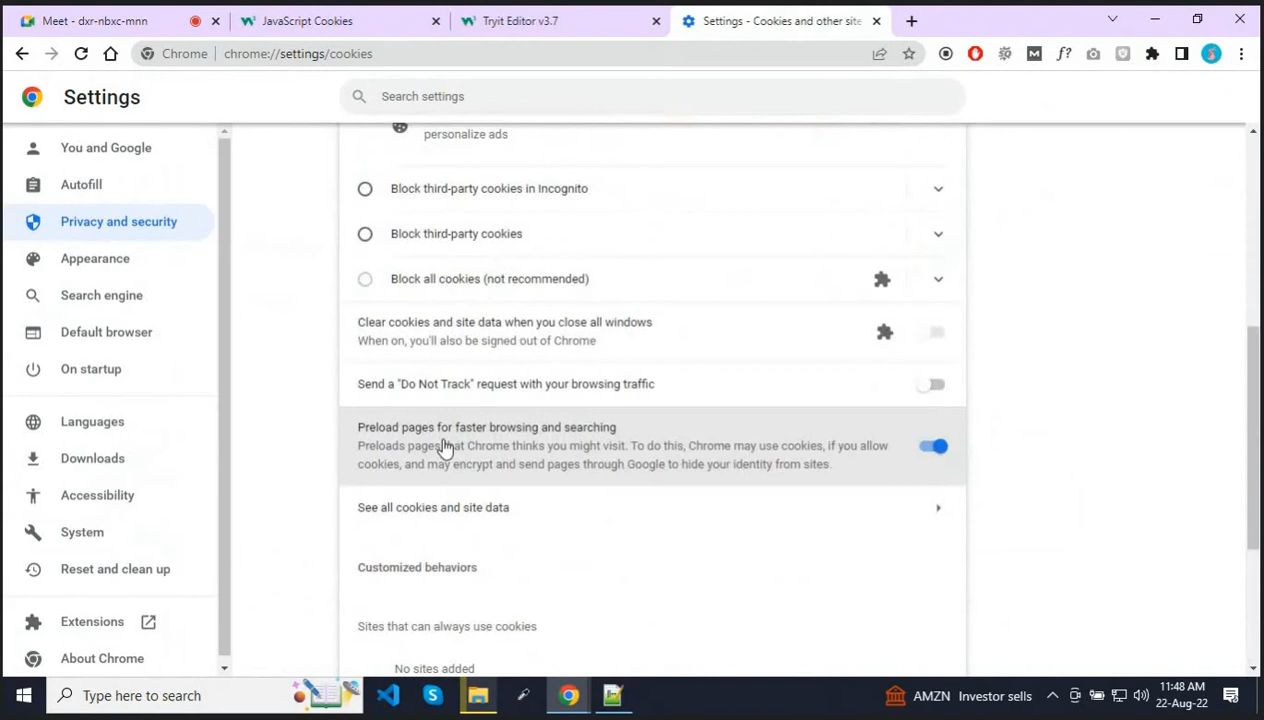 Meet - dxr-nbxc-mnn
JavaScript Cookies
Tryit Editor v3.7
Settings - Cookies and other site
Chrome
chrome://settings/cookies
Settings
Search settings
You and Google
Autofill
Privacy and security
Appearance
Search engine
Default browser
On startup
Languages
Downloads
Accessibility
System
Reset and clean up
Extensions
About Chrome
personalize ads
Block third-party cookies in Incognito
Block third-party cookies
Block all cookies (not recommended)
Clear cookies and site data when you close all windows
When on, you'll also be signed out of Chrome
Send a "Do Not Track" request with your browsing traffic
Preload pages for faster browsing and searching
Preloads pages that Chrome thinks you might visit. To do this, Chrome may use cookies, if you allow
cookies, and may encrypt and send pages through Google to hide your identity from sites.
See all cookies and site data
Customized behaviors
Sites that can always use cookies
No sites added
Type here to search
AMZN Investor sells
11:48 AM
22-Aug-22